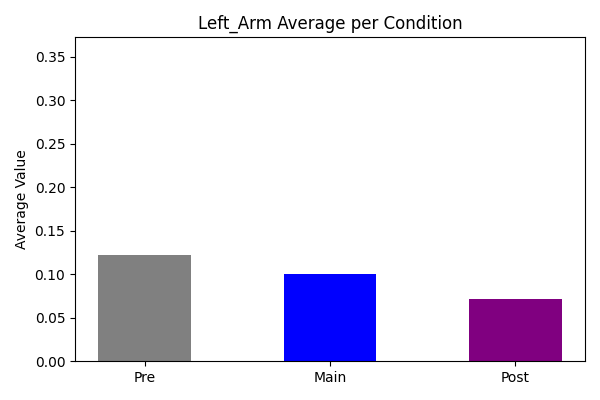 Left_Arm Average per Condition
Average Value
0.35
0.30
0.25
0.20
0.15
0.10
0.05
0.00
Pre
Main
Post